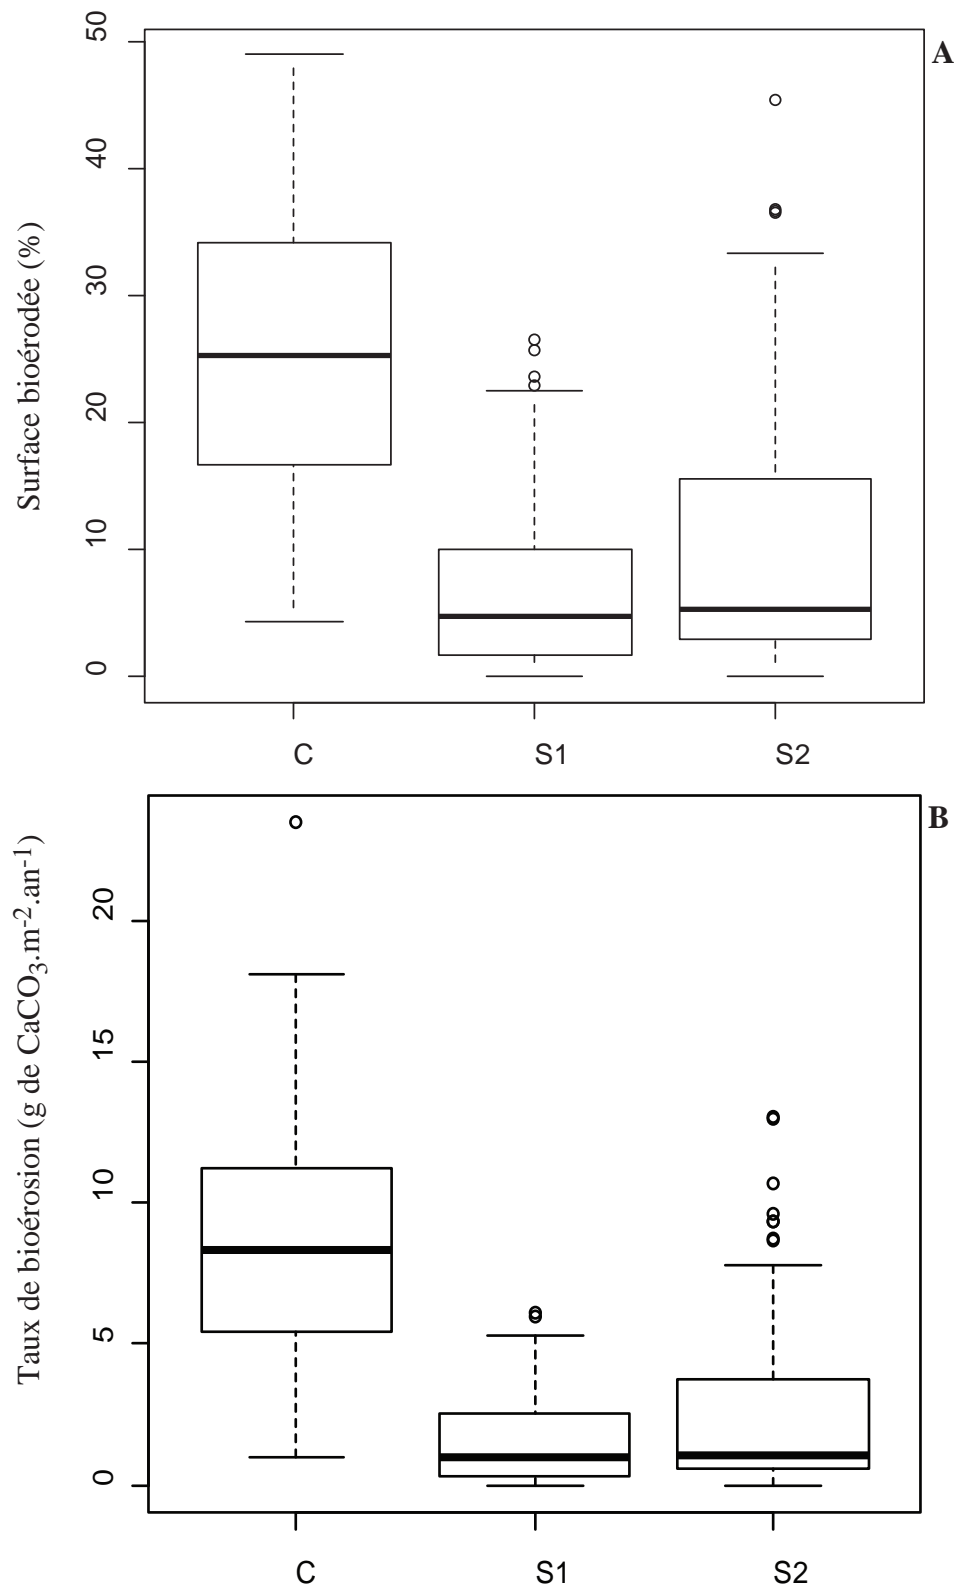 A
Surface bioérodée (%)
50
40
30
20
10
0
C S1 S2
B
Taux de bioérosion (g de CaCO3.m-2.an-1)
20
15
10
5
0
C S1 S2